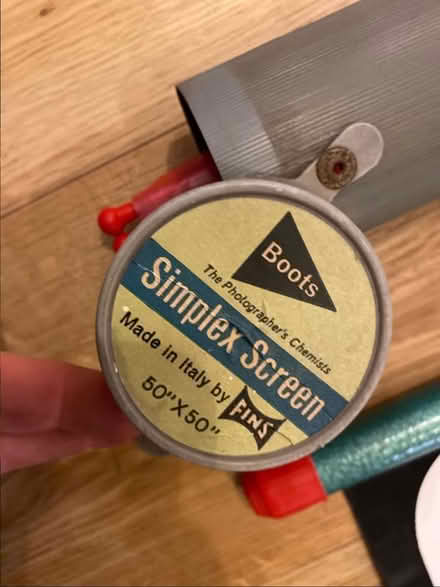 Boots
The Photographer's Chemists
Simplex Screen
Made in Italy by FINS
50"X50"